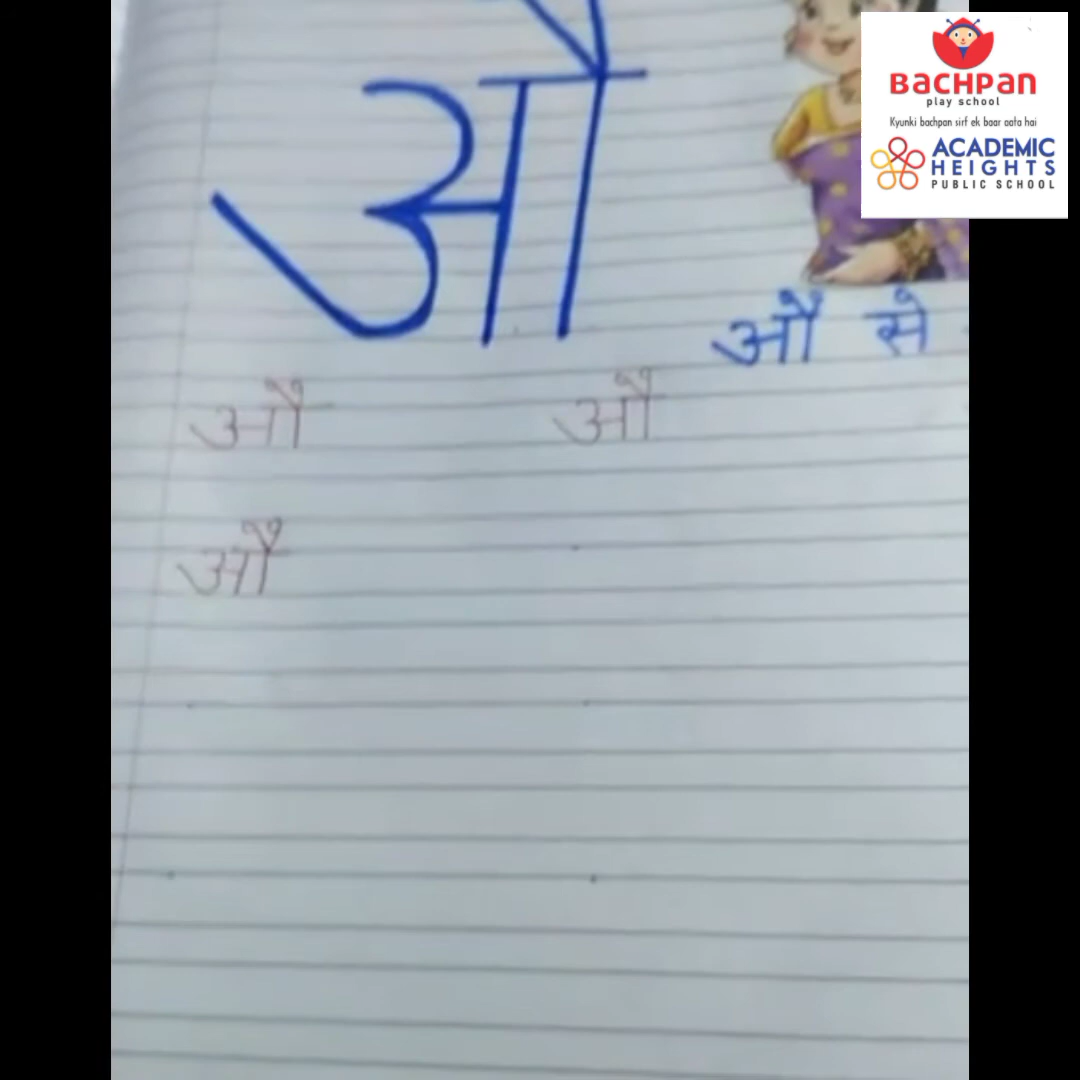 BACHPAN
play school
Kyunki bachpan sirf ek baar aata hai
ACADEMIC
HEIGHTS
PUBLIC SCHOOL
औ
औ से
औ औ
औ